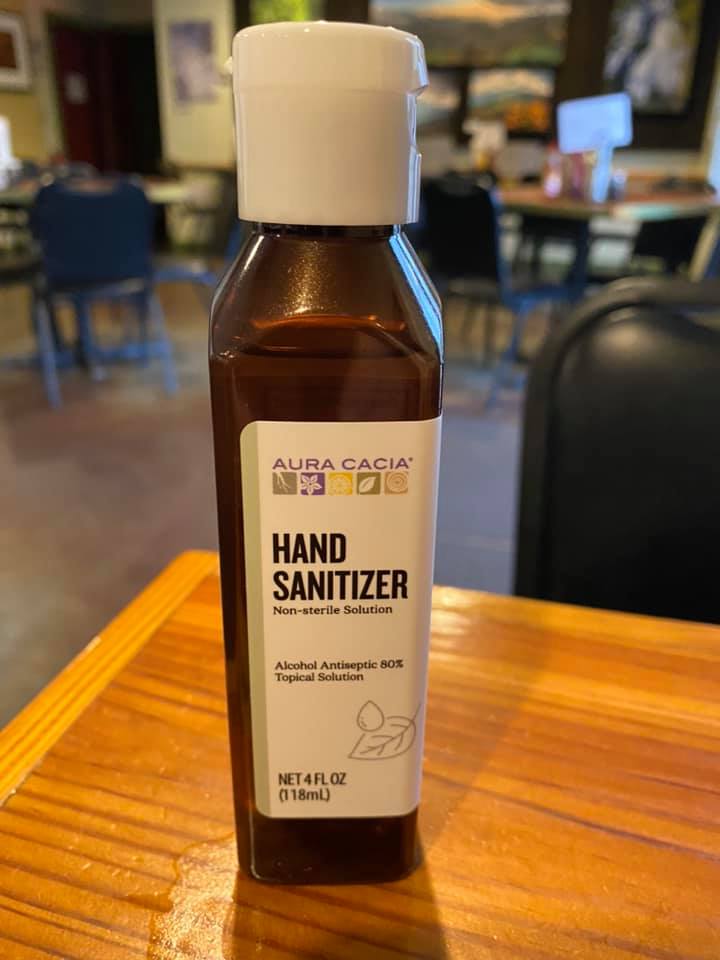 AURA CACIA®
HAND
SANITIZER
Non-sterile Solution
Alcohol Antiseptic 80%
Topical Solution
NET 4 FL OZ
(118mL)